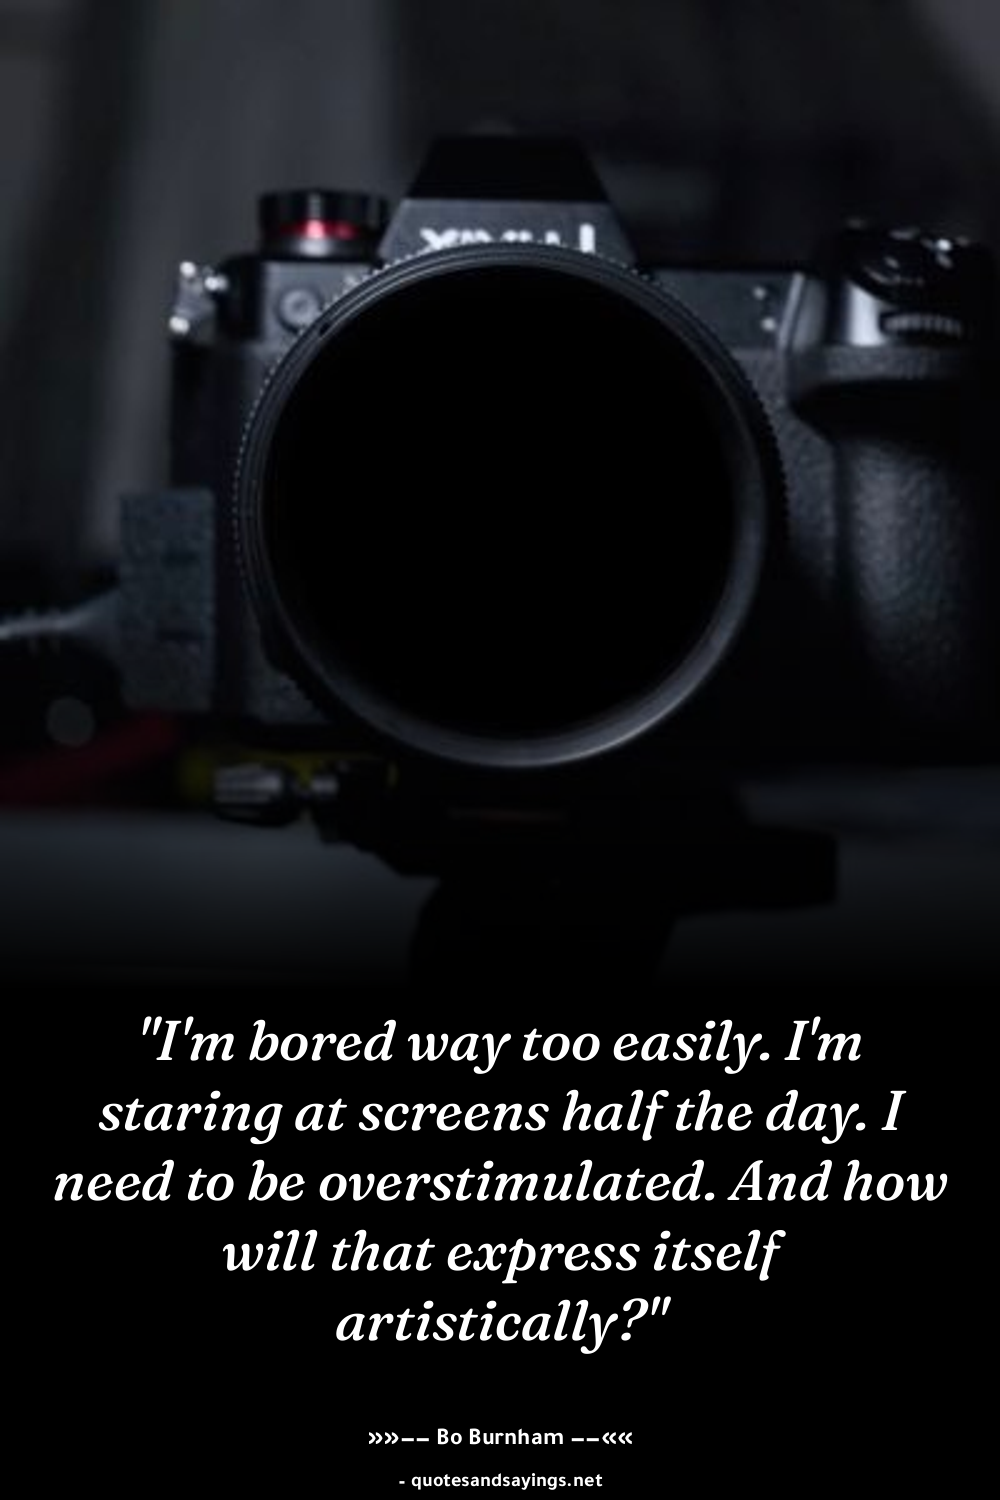 "I'm bored way too easily. I'm
staring at screens half the day. I
need to be overstimulated. And how
will that express itself
artistically?"
»»–– Bo Burnham ––««
- quotesandsayings.net